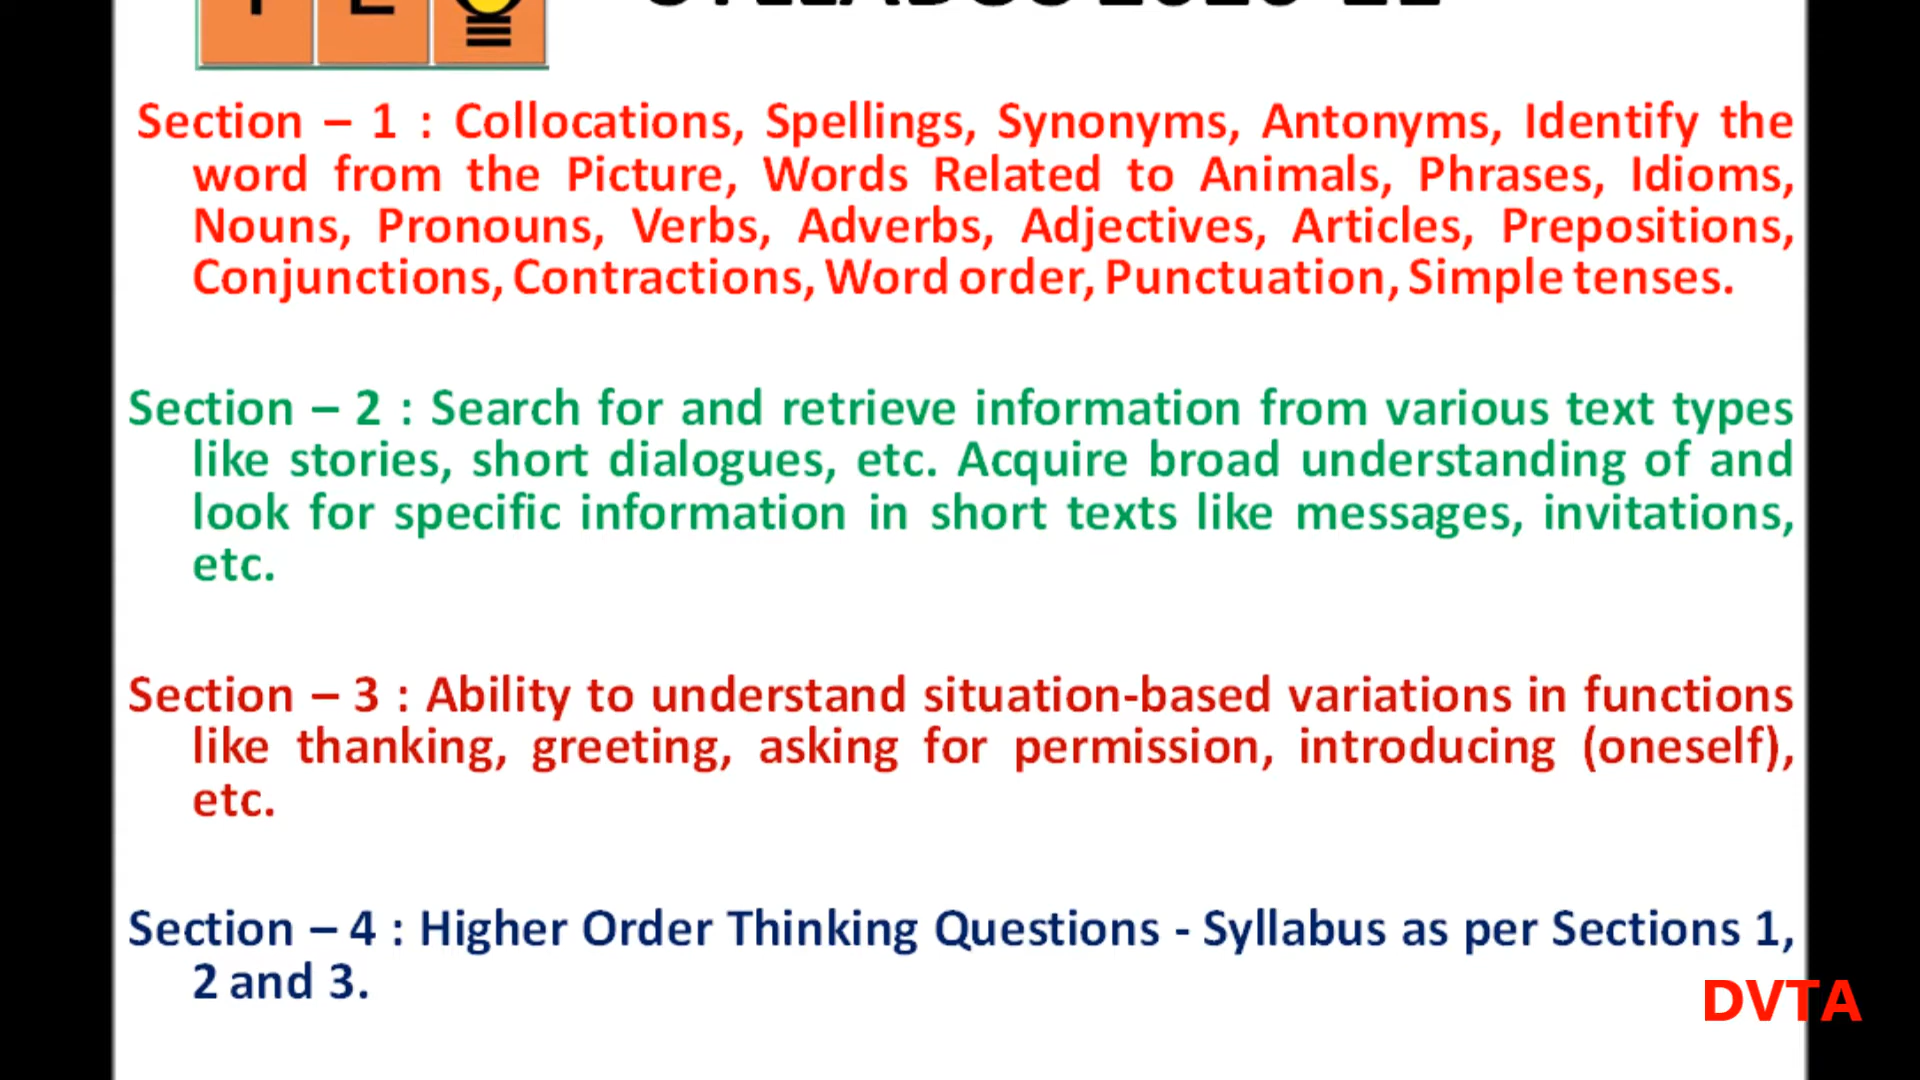 Section – 1 : Collocations, Spellings, Synonyms, Antonyms, Identify the
word from the Picture, Words Related to Animals, Phrases, Idioms,
Nouns, Pronouns, Verbs, Adverbs, Adjectives, Articles, Prepositions,
Conjunctions, Contractions, Word order, Punctuation, Simple tenses.
Section – 2 : Search for and retrieve information from various text types
like stories, short dialogues, etc. Acquire broad understanding of and
look for specific information in short texts like messages, invitations,
etc.
Section – 3 : Ability to understand situation-based variations in functions
like thanking, greeting, asking for permission, introducing (oneself),
etc.
Section – 4 : Higher Order Thinking Questions - Syllabus as per Sections 1,
2 and 3.
DVTA